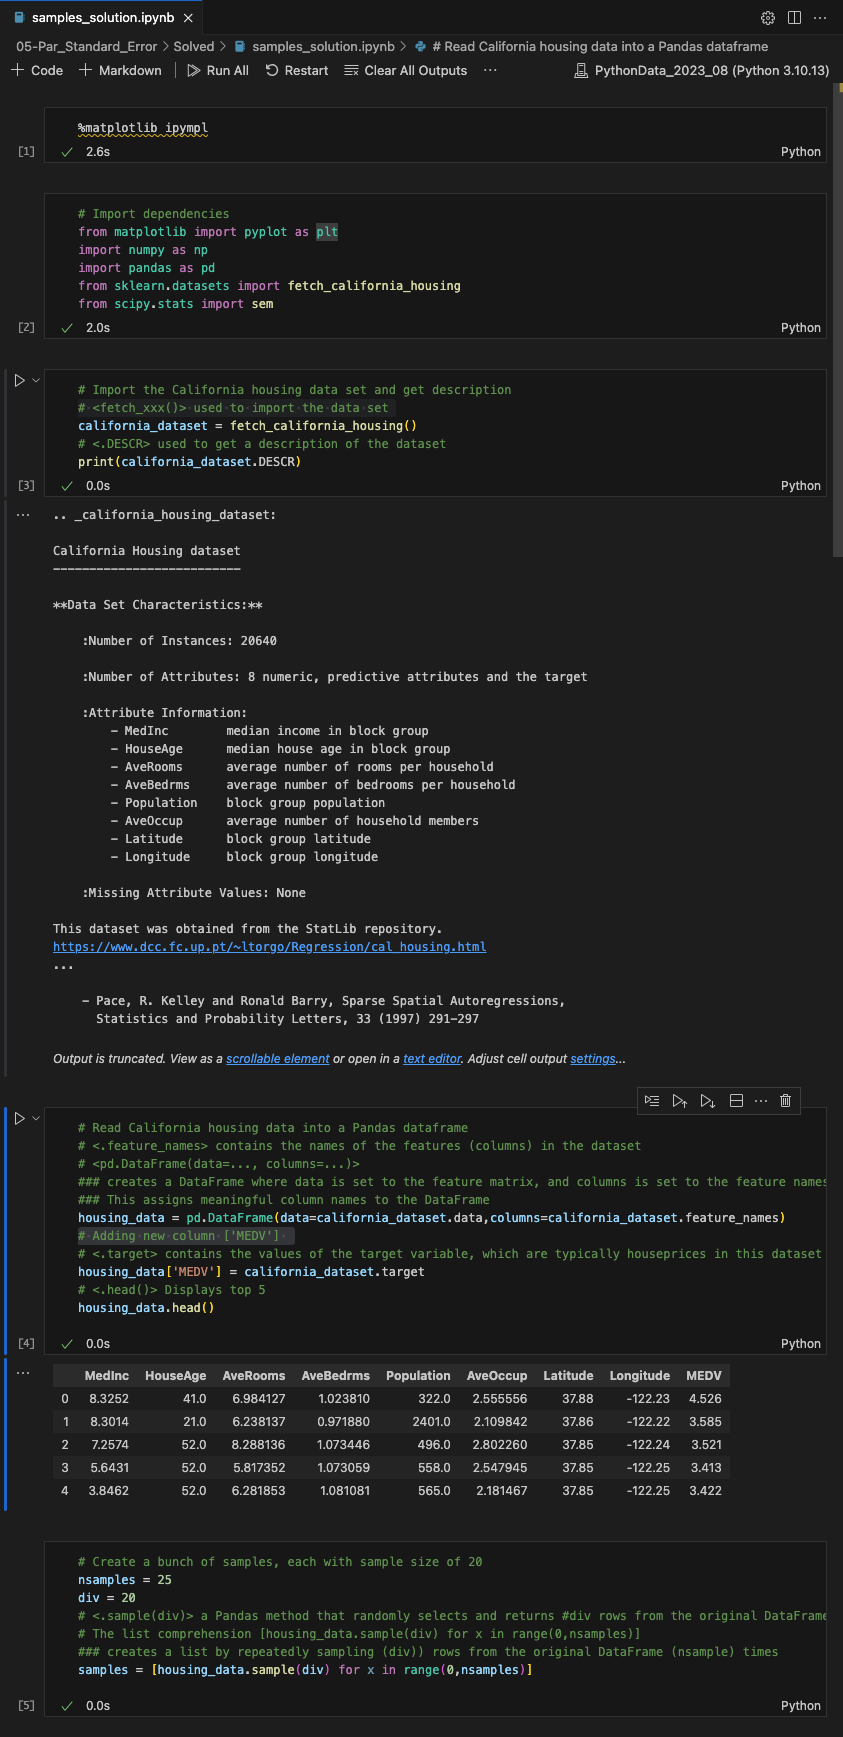 samples_solution.ipynb
05-Par_Standard_Error > Solved > samples_solution.ipynb > # Read California housing data into a Pandas dataframe
+ Code + Markdown Run All Restart Clear All Outputs ... PythonData_2023_08 (Python 3.10.13)
%matplotlib ipympl
[1] 2.6s Python
# Import dependencies
from matplotlib import pyplot as plt
import numpy as np
import pandas as pd
from sklearn.datasets import fetch_california_housing
from scipy.stats import sem
[2] 2.0s Python
# Import the California housing data set and get description
# <fetch_xxx()> used to import the data set
california_dataset = fetch_california_housing()
# <.DESCR> used to get a description of the dataset
print(california_dataset.DESCR)
[3] 0.0s Python
... .. _california_housing_dataset:
California Housing dataset
--------------------------
**Data Set Characteristics:**
:Number of Instances: 20640
:Number of Attributes: 8 numeric, predictive attributes and the target
:Attribute Information:
- MedInc median income in block group
- HouseAge median house age in block group
- AveRooms average number of rooms per household
- AveBedrms average number of bedrooms per household
- Population block group population
- AveOccup average number of household members
- Latitude block group latitude
- Longitude block group longitude
:Missing Attribute Values: None
This dataset was obtained from the StatLib repository.
https://www.dcc.fc.up.pt/~ltorgo/Regression/cal_housing.html
...
- Pace, R. Kelley and Ronald Barry, Sparse Spatial Autoregressions,
Statistics and Probability Letters, 33 (1997) 291-297
Output is truncated. View as a scrollable element or open in a text editor. Adjust cell output settings...
# Read California housing data into a Pandas dataframe
# <.feature_names> contains the names of the features (columns) in the dataset
# <pd.DataFrame(data=..., columns=...)>
### creates a DataFrame where data is set to the feature matrix, and columns is set to the feature names
### This assigns meaningful column names to the DataFrame
housing_data = pd.DataFrame(data=california_dataset.data,columns=california_dataset.feature_names)
# Adding new column ['MEDV']
# <.target> contains the values of the target variable, which are typically houseprices in this dataset
housing_data['MEDV'] = california_dataset.target
# <.head()> Displays top 5
housing_data.head()
[4] 0.0s Python
... MedInc HouseAge AveRooms AveBedrms Population AveOccup Latitude Longitude MEDV
0 8.3252 41.0 6.984127 1.023810 322.0 2.555556 37.88 -122.23 4.526
1 8.3014 21.0 6.238137 0.971880 2401.0 2.109842 37.86 -122.22 3.585
2 7.2574 52.0 8.288136 1.073446 496.0 2.802260 37.85 -122.24 3.521
3 5.6431 52.0 5.817352 1.073059 558.0 2.547945 37.85 -122.25 3.413
4 3.8462 52.0 6.281853 1.081081 565.0 2.181467 37.85 -122.25 3.422
# Create a bunch of samples, each with sample size of 20
nsamples = 25
div = 20
# <.sample(div)> a Pandas method that randomly selects and returns #div rows from the original DataFrame
# The list comprehension [housing_data.sample(div) for x in range(0,nsamples)]
### creates a list by repeatedly sampling (div)) rows from the original DataFrame (nsample) times
samples = [housing_data.sample(div) for x in range(0,nsamples)]
[5] 0.0s Python